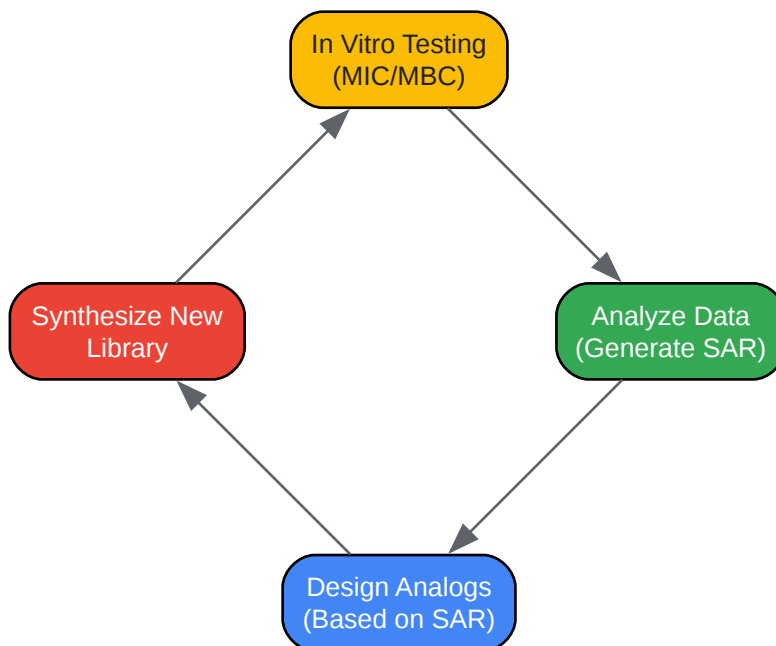 In Vitro Testing
(MIC/MBC)
Synthesize New
Library
Analyze Data
(Generate SAR)
Design Analogs
(Based on SAR)